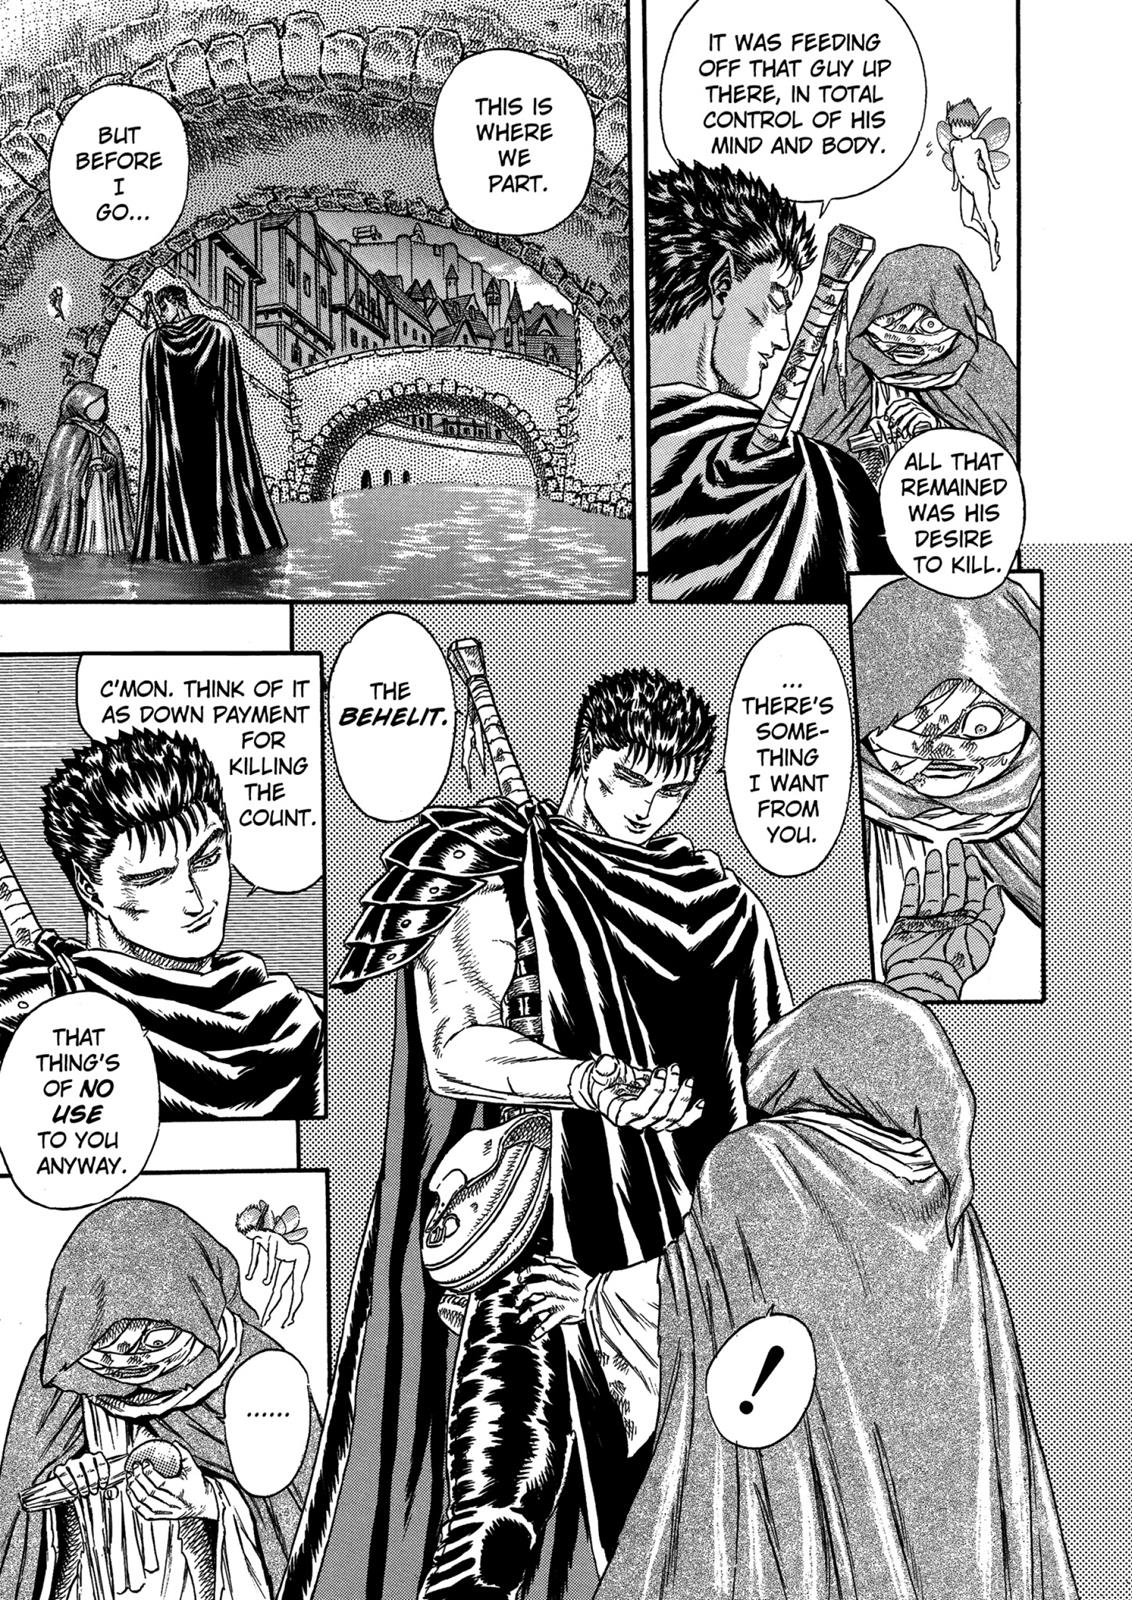 IT WAS FEEDING
OFF THAT GUY UP
THERE, IN TOTAL
CONTROL OF HIS
MIND AND BODY.
ALL THAT
REMAINED
WAS HIS
DESIRE
TO KILL.
THIS IS
WHERE
WE
PART.
BUT
BEFORE
I
GO...
...
THERE'S
SOME-
THING
I WANT
FROM
YOU.
THE
BEHELIT.
!
C'MON. THINK OF IT
AS DOWN PAYMENT
FOR
KILLING
THE
COUNT.
THAT
THING'S
OF NO
USE
TO YOU
ANYWAY.
......